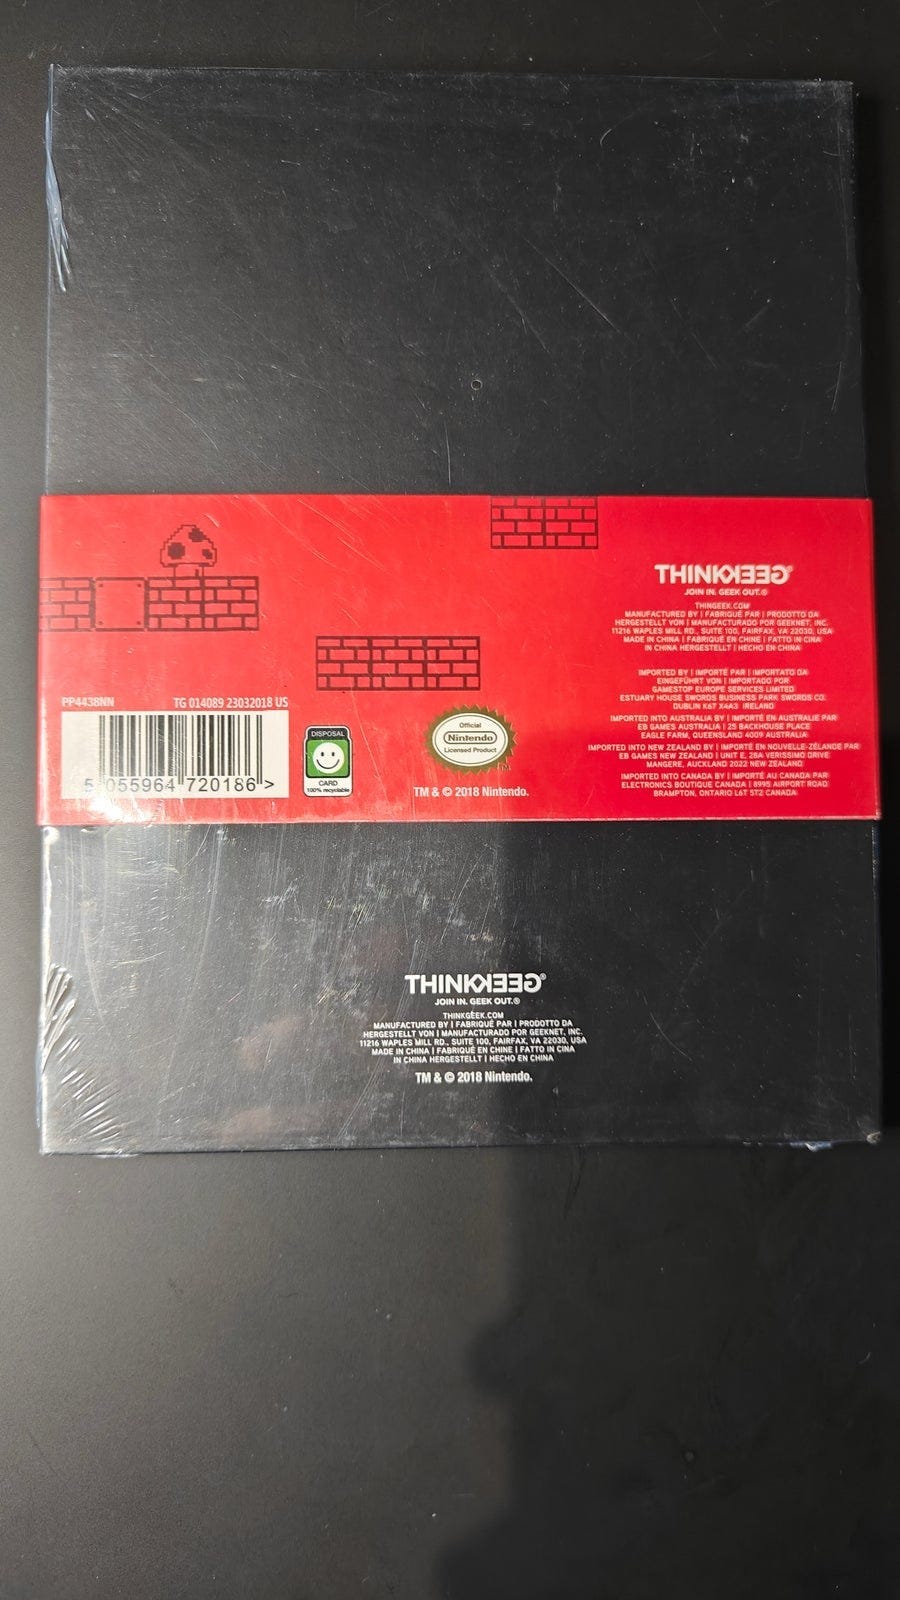 THINKGEEK
JOIN IN. GEEK OUT.®
THINGEEK.COM
MANUFACTURED BY | FABRIQUÉ PAR | PRODOTTO DA
HERGESTELLT VON | MANUFACTURADO POR GEEKNET, INC.
11216 WAPLES MILL RD., SUITE 100, FAIRFAX, VA 22030, USA
MADE IN CHINA | FABRIQUÉ EN CHINE | FATTO IN CINA
IN CHINA HERGESTELLT | HECHO EN CHINA
IMPORTED BY | IMPORTÉ PAR | IMPORTATO DA
EINGEFÜHRT VON | IMPORTADO POR
GAMESTOP EUROPE SERVICES LIMITED
ESTUARY HOUSE SWORDS BUSINESS PARK SWORDS CO.
DUBLIN K67 X4A3 IRELAND
IMPORTED INTO AUSTRALIA BY | IMPORTÉ EN AUSTRALIE PAR
EB GAMES AUSTRALIA | 25 BACKHOUSE PLACE
EAGLE FARM, QUEENSLAND 4009 AUSTRALIA
IMPORTED INTO NEW ZEALAND BY | IMPORTÉ EN NOUVELLE-ZÉLANDE PAR
EB GAMES NEW ZEALAND | UNIT E, 28A VERISSIMO DRIVE
MANGERE, AUCKLAND 2022 NEW ZEALAND
IMPORTED INTO CANADA BY | IMPORTÉ AU CANADA PAR
ELECTRONICS BOUTIQUE CANADA | 8995 AIRPORT ROAD
BRAMPTON, ONTARIO L6T 5T2 CANADA
PP4438NN TG 014089 23032018 US
5 055964 720186 >
DISPOSAL
CARD
100% recyclable
Official
Nintendo
Licensed Product
TM
TM & © 2018 Nintendo.
THINKGEEK®
JOIN IN. GEEK OUT.®
THINKGEEK.COM
MANUFACTURED BY | FABRIQUÉ PAR | PRODOTTO DA
HERGESTELLT VON | MANUFACTURADO POR GEEKNET, INC.
11216 WAPLES MILL RD., SUITE 100, FAIRFAX, VA 22030, USA
MADE IN CHINA | FABRIQUÉ EN CHINE | FATTO IN CINA
IN CHINA HERGESTELLT | HECHO EN CHINA
TM & © 2018 Nintendo.